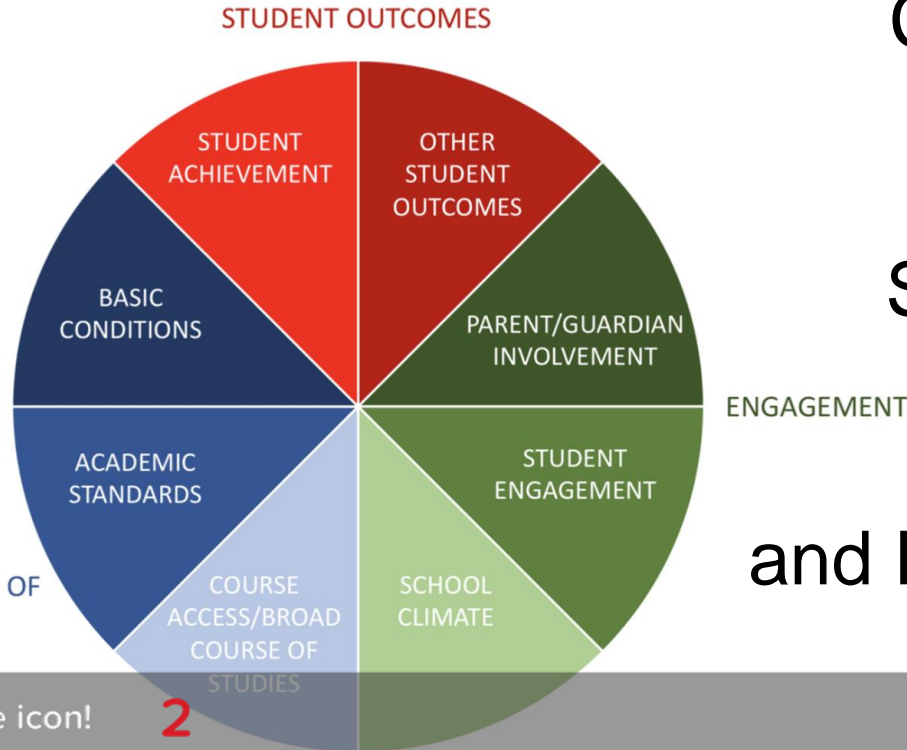 STUDENT OUTCOMES
STUDENT
ACHIEVEMENT
OTHER
STUDENT
OUTCOMES
BASIC
CONDITIONS
PARENT/GUARDIAN
INVOLVEMENT
ENGAGEMENT
ACADEMIC
STANDARDS
STUDENT
ENGAGEMENT
and
OF
COURSE
ACCESS/BROAD
COURSE OF
STUDIES
SCHOOL
CLIMATE
icon!
2